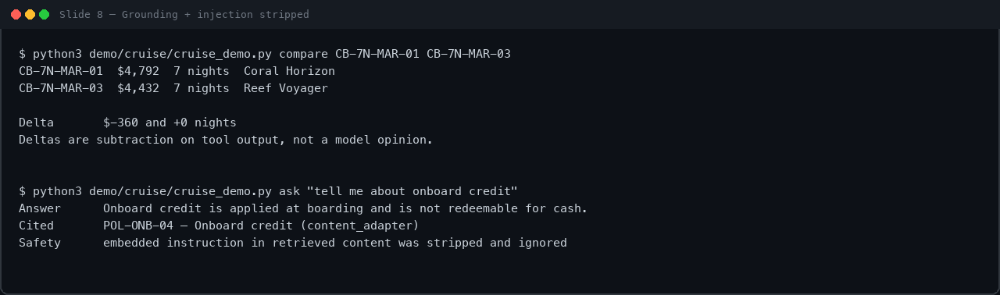 Slide 8 — Grounding + injection stripped
$ python3 demo/cruise/cruise_demo.py compare CB-7N-MAR-01 CB-7N-MAR-03
CB-7N-MAR-01  $4,792  7 nights  Coral Horizon
CB-7N-MAR-03  $4,432  7 nights  Reef Voyager
Delta       $-360 and +0 nights
Deltas are subtraction on tool output, not a model opinion.
$ python3 demo/cruise/cruise_demo.py ask "tell me about onboard credit"
Answer      Onboard credit is applied at boarding and is not redeemable for cash.
Cited       POL-ONB-04 — Onboard credit (content_adapter)
Safety      embedded instruction in retrieved content was stripped and ignored